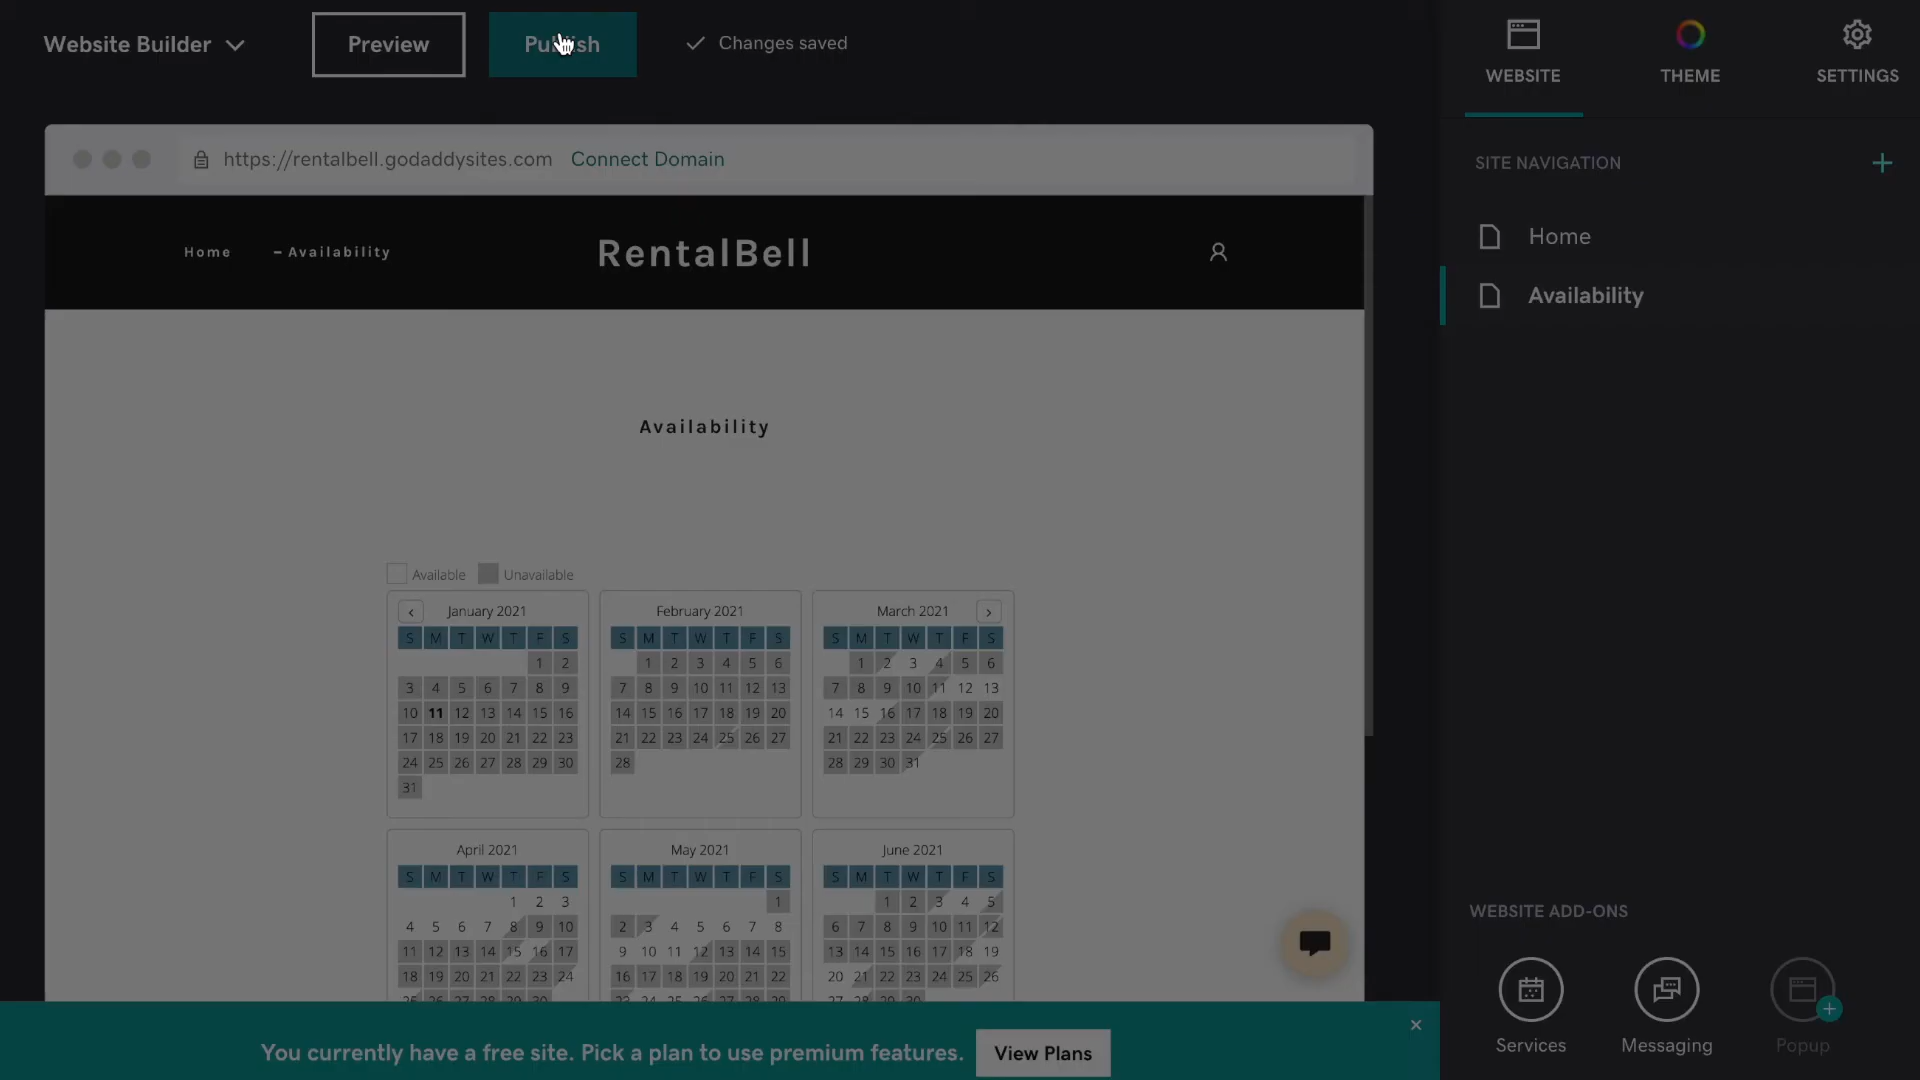 Website Builder
Preview
Changes saved
WEBSITE
THEME
SETTINGS
https://rentalbell.godaddysites.com Connect Domain
SITE NAVIGATION
Home
Availability
Home
– Availability
RentalBell
Availability
Available
Unavailable
January 2021
S M T W T F S
1 2
3 4 5 6 7 8 9
10 11 12 13 14 15 16
17 18 19 20 21 22 23
24 25 26 27 28 29 30
31
February 2021
S M T W T F S
1 2 3 4 5 6
7 8 9 10 11 12 13
14 15 16 17 18 19 20
21 22 23 24 25 26 27
28
March 2021
S M T W T F S
1 2 3 4 5 6
7 8 9 10 11 12 13
14 15 16 17 18 19 20
21 22 23 24 25 26 27
28 29 30 31
April 2021
S M T W T F S
1 2 3
4 5 6 7 8 9 10
11 12 13 14 15 16 17
18 19 20 21 22 23 24
May 2021
S M T W T F S
1
2 3 4 5 6 7 8
9 10 11 12 13 14 15
16 17 18 19 20 21 22
June 2021
S M T W T F S
1 2 3 4 5
6 7 8 9 10 11 12
13 14 15 16 17 18 19
20 21 22 23 24 25 26
WEBSITE ADD-ONS
Services
Messaging
Popup
You currently have a free site. Pick a plan to use premium features.
View Plans